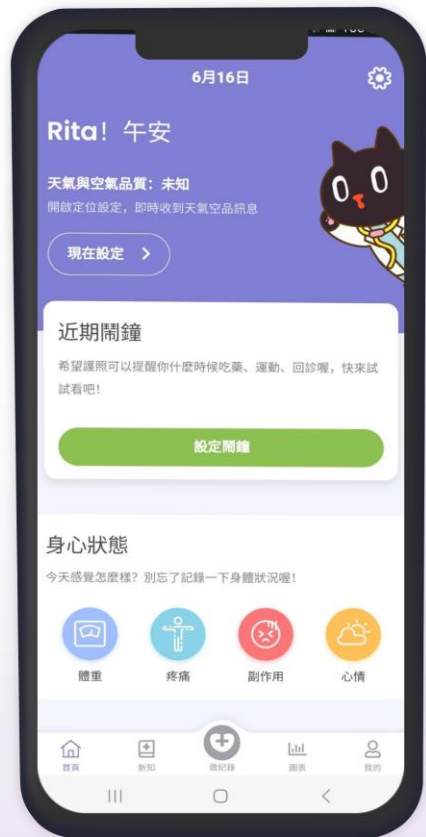 6月16日
Rita! 午安
天氣與空氣品質：未知
開啟定位設定，即時收到天氣空品訊息
現在設定
近期鬧鐘
希望護照可以提醒你什麼時候吃藥、運動、回診喔，快來試
試看吧！
設定鬧鐘
身心狀態
今天感覺怎麼樣？別忘了記錄一下身體狀況喔！
體重 疼痛 副作用 心情
首頁 新知 微紀錄 圖表 我的